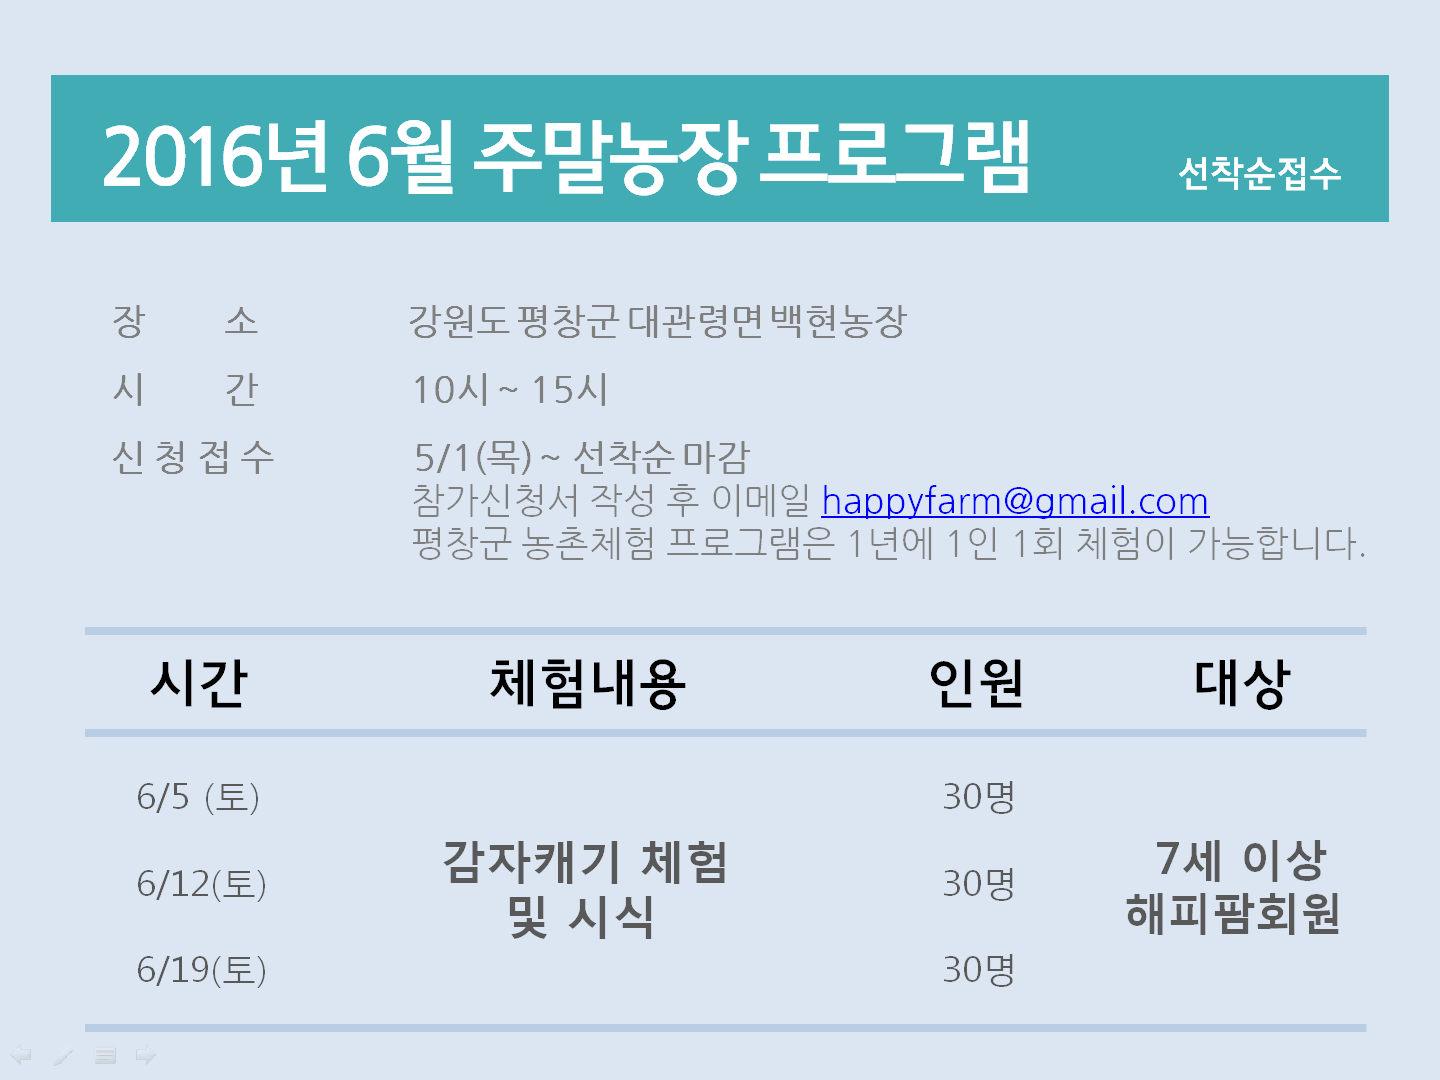 2016년 6월 주말농장 프로그램 선착순접수
장 소 강원도 평창군 대관령면 백현농장
시 간 10시 ~ 15시
신 청 접 수 5/1(목) ~ 선착순 마감
참가신청서 작성 후 이메일 happyfarm@gmail.com
평창군 농촌체험 프로그램은 1년에 1인 1회 체험이 가능합니다.
시간 체험내용 인원 대상
6/5 (토) 30명
감자캐기 체험 7세 이상
6/12(토) 30명
및 시식 해피팜회원
6/19(토) 30명